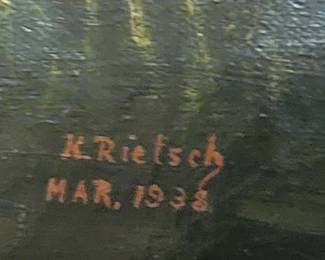 K Rietsch
MAR. 1938